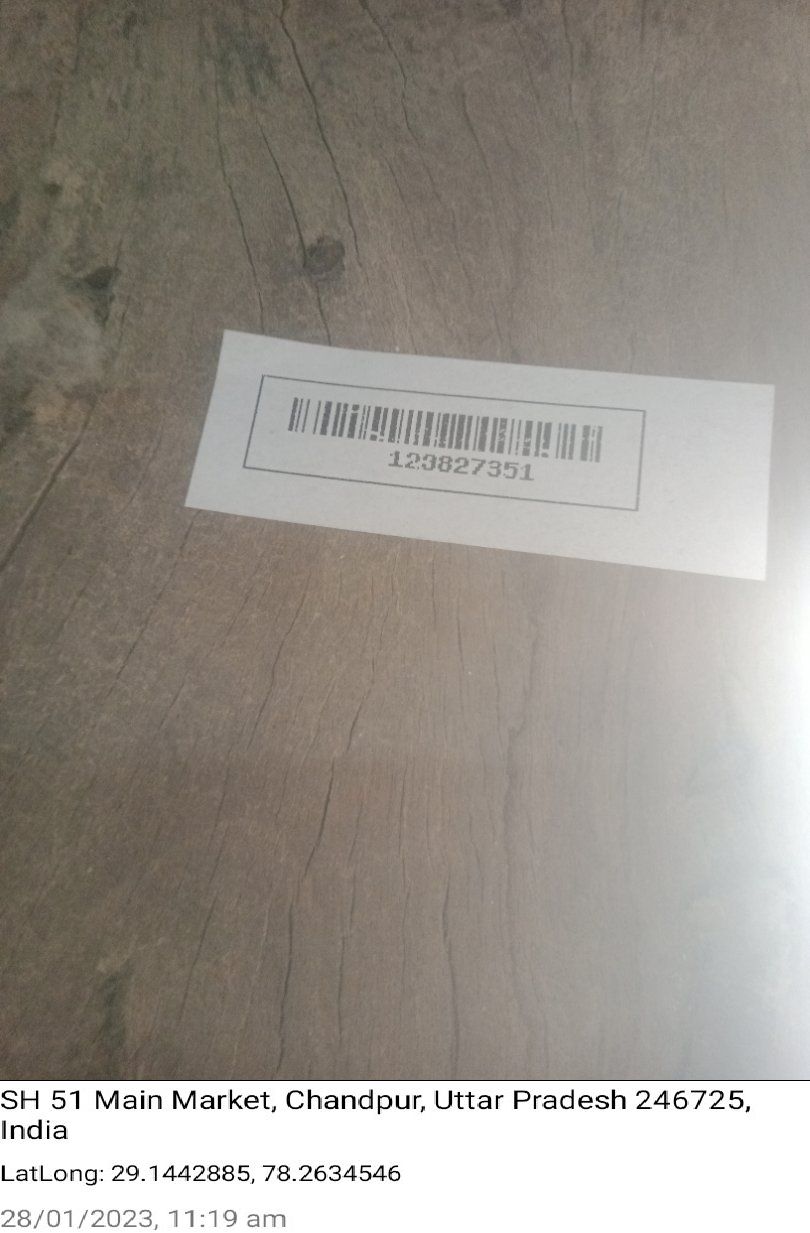 123827351
SH 51 Main Market, Chandpur, Uttar Pradesh 246725,
India
LatLong: 29.1442885, 78.2634546
28/01/2023, 11:19 am